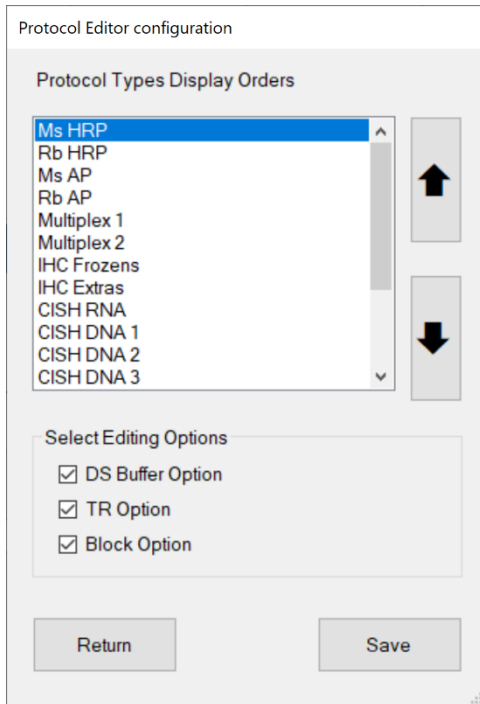 Protocol Editor configuration
Protocol Types Display Orders
Ms HRP
Rb HRP
Ms AP
Rb AP
Multiplex 1
Multiplex 2
IHC Frozens
IHC Extras
CISH RNA
CISH DNA 1
CISH DNA 2
CISH DNA 3
Select Editing Options
DS Buffer Option
TR Option
Block Option
Return Save